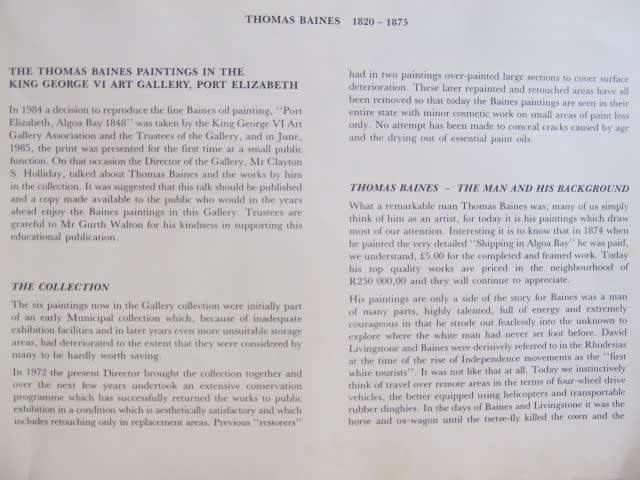 THOMAS BAINES 1820 – 1875
THE THOMAS BAINES PAINTINGS IN THE
KING GEORGE VI ART GALLERY, PORT ELIZABETH
In 1984 a decision to reproduce the fine Baines oil painting, "Port
Elizabeth, Algoa Bay 1848" was taken by the King George VI Art
Gallery Association and the Trustees of the Gallery, and in June,
1985, the print was presented for the first time at a small public
function. On that occasion the Director of the Gallery, Mr Clayton
S. Holliday, talked about Thomas Baines and the works by him
in the collection. It was suggested that this talk should be published
and a copy made available to the public who would in the years
ahead enjoy the Baines paintings in this Gallery. Trustees are
grateful to Mr Gurth Walton for his kindness in supporting this
educational publication.
THE COLLECTION
The six paintings now in the Gallery collection were initially part
of an early Municipal collection which, because of inadequate
exhibition facilities and in later years even more unsuitable storage
areas, had deteriorated to the extent that they were considered by
many to be hardly worth saving.
In 1972 the present Director brought the collection together and
over the next few years undertook an extensive conservation
programme which has successfully returned the works to public
exhibition in a condition which is aesthetically satisfactory and which
includes retouching only in replacement areas. Previous "restorers"
had in two paintings over-painted large sections to cover surface
deterioration. These later repainted and retouched areas have all
been removed so that today the Baines paintings are seen in their
entire state with minor cosmetic work on small areas of paint loss
only. No attempt has been made to conceal cracks caused by age
and the drying out of essential paint oils.
THOMAS BAINES – THE MAN AND HIS BACKGROUND
What a remarkable man Thomas Baines was; many of us simply
think of him as an artist, for today it is his paintings which draw
most of our attention. Interesting it is to know that in 1874 when
he painted the very detailed "Shipping in Algoa Bay" he was paid,
we understand, £5.00 for the completed and framed work. Today
his top quality works are priced in the neighbourhood of
R250 000,00 and they will continue to appreciate.
His paintings are only a side of the story for Baines was a man
of many parts, highly talented, full of energy and extremely
courageous in that he strode out fearlessly into the unknown to
explore where the white man had never set foot before. David
Livingstone and Baines were derisively referred to in the Rhodesias
at the time of the rise of Independence movements as the "first
white tourists". It was not like that at all. Today we instinctively
think of travel over remote areas in the terms of four-wheel drive
vehicles, the better equipped using helicopters and transportable
rubber dinghies. In the days of Baines and Livingstone it was the
horse and ox-wagon until the tsetse-fly killed the oxen and the